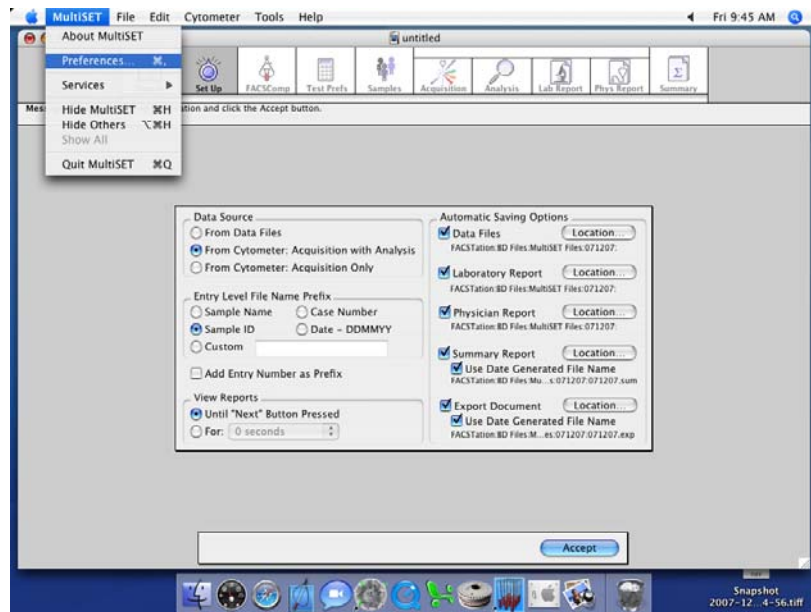 MultiSET File Edit Cytometer Tools Help Fri 9:45 AM
About MultiSET
Preferences... ⌘,
Services
Hide MultiSET ⌘H
Hide Others ⌥⌘H
Show All
Quit MultiSET ⌘Q
untitled
Set Up FACSComp Test Prefs Samples Acquisition Analysis Lab Report Phys Report Summary
Mes
tion and click the Accept button.
Data Source
From Data Files
From Cytometer: Acquisition with Analysis
From Cytometer: Acquisition Only
Entry Level File Name Prefix
Sample Name Case Number
Sample ID Date - DDMMYY
Custom
Add Entry Number as Prefix
View Reports
Until "Next" Button Pressed
For: 0 seconds
Automatic Saving Options
Data Files Location...
FACStation:BD Files:MultiSET Files:071207:
Laboratory Report Location...
FACStation:BD Files:MultiSET Files:071207:
Physician Report Location...
FACStation:BD Files:MultiSET Files:071207:
Summary Report Location...
Use Date Generated File Name
FACStation:BD Files:Mu...s:071207:071207.sum
Export Document Location...
Use Date Generated File Name
FACStation:BD Files:M...es:071207:071207.exp
Accept
Snapshot
2007-12...4-56.tiff